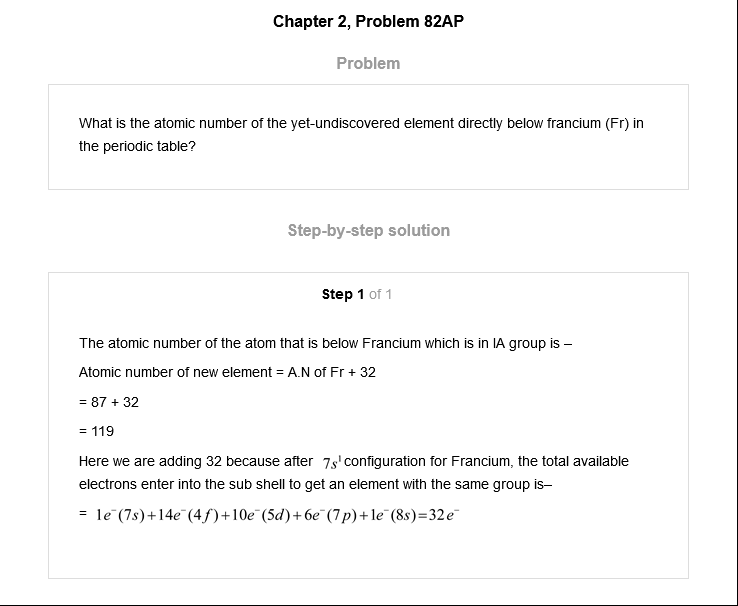 Chapter 2, Problem 82AP
Problem
What is the atomic number of the yet-undiscovered element directly below francium (Fr) in
the periodic table?
Step-by-step solution
Step 1 of 1
The atomic number of the atom that is below Francium which is in IA group is –
Atomic number of new element = A.N of Fr + 32
= 87 + 32
= 119
Here we are adding 32 because after 7s¹ configuration for Francium, the total available
electrons enter into the sub shell to get an element with the same group is–
= 1e⁻(7s)+14e⁻(4f)+10e⁻(5d)+6e⁻(7p)+1e⁻(8s)=32e⁻